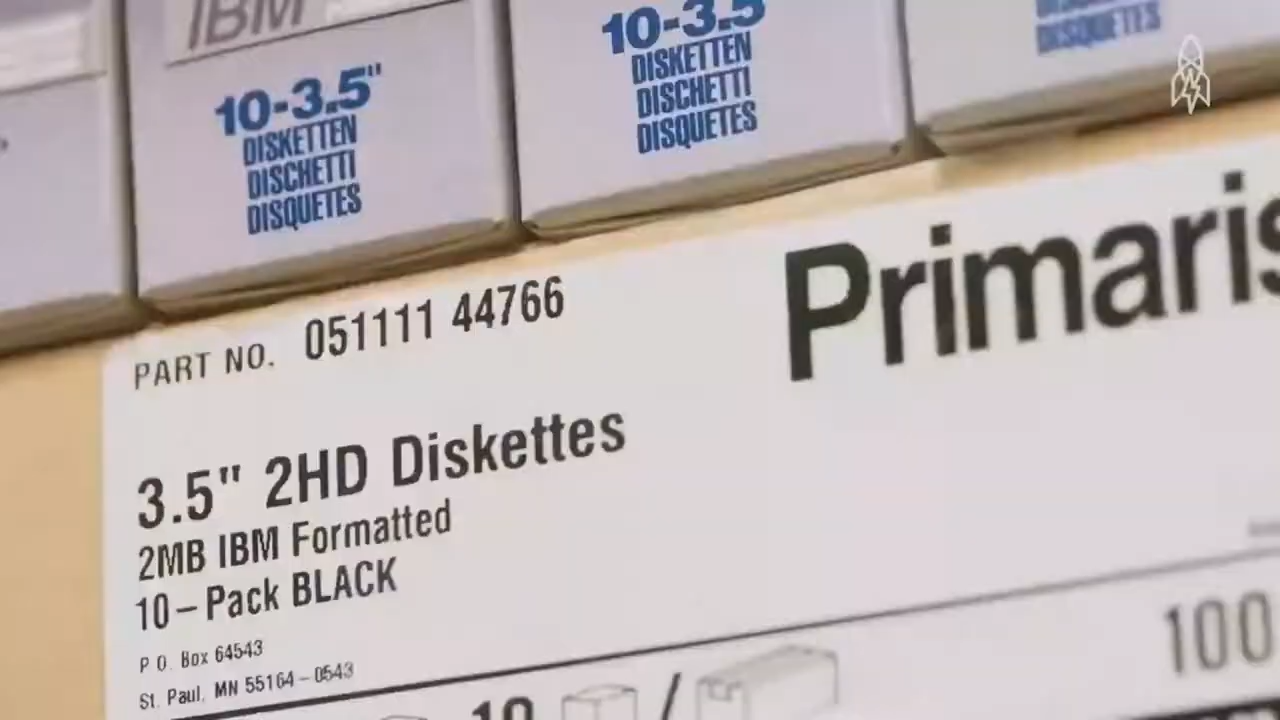 IBM
10-3.5"
DISKETTEN
DISCHETTI
DISQUETES
10-3.5
DISKETTEN
DISCHETTI
DISQUETES
DISQUETES
Primaris
PART NO. 051111 44766
3.5" 2HD Diskettes
2MB IBM Formatted
10-Pack BLACK
P.O. Box 64543
St. Paul, MN 55164-0543
10 /
100